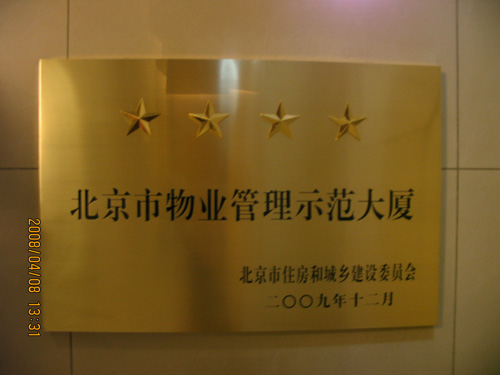 北京市物业管理示范大厦
北京市住房和城乡建设委员会
二〇〇九年十二月
2008/04/08 13:31